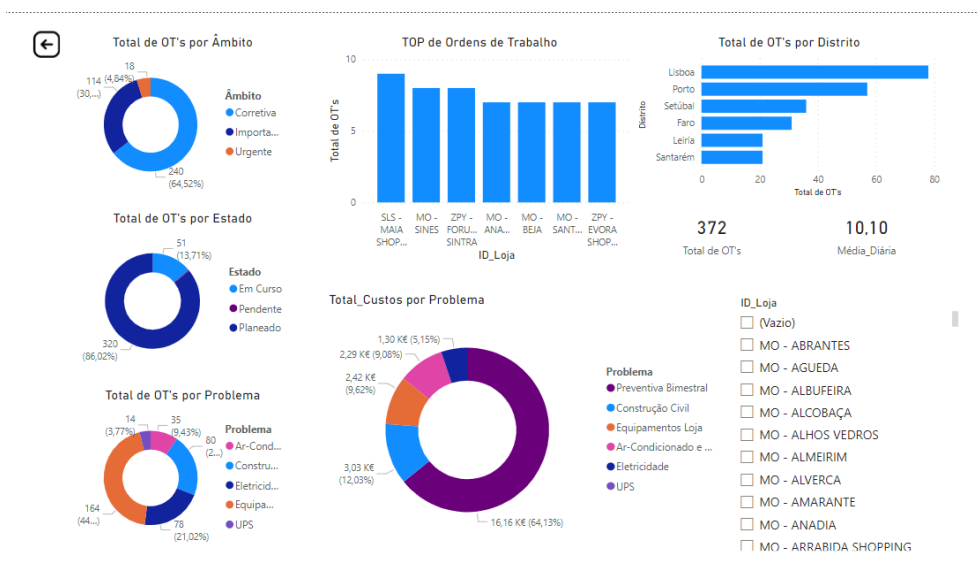 Total de OT's por Âmbito
18
(4,84%)
114
(30,...)
240
(64,52%)
Âmbito
Corretiva
Importa...
Urgente
TOP de Ordens de Trabalho
Total de OT's
10
5
0
SLS -
MAIA
SHOP...
MO -
SINES
ZPY -
FORU...
SINTRA
MO -
ANA...
MO -
BEJA
MO -
SANT...
ZPY -
EVORA
SHOP...
ID_Loja
Total de OT's por Distrito
Distrito
Lisboa
Porto
Setúbal
Faro
Leiria
Santarém
0
20
40
60
80
Total de OT's
372
Total de OT's
10,10
Média_Diária
Total de OT's por Estado
51
(13,71%)
320
(86,02%)
Estado
Em Curso
Pendente
Planeado
Total de OT's por Problema
14
(3,77%)
35
(9,43%)
80
(2...)
164
(44...)
78
(21,02%)
Problema
Ar-Cond...
Constru...
Eletricid...
Equipa...
UPS
Total_Custos por Problema
1,30 K€ (5,15%)
2,29 K€ (9,08%)
2,42 K€
(9,62%)
3,03 K€
(12,03%)
16,16 K€ (64,13%)
Problema
Preventiva Bimestral
Construção Civil
Equipamentos Loja
Ar-Condicionado e ...
Eletricidade
UPS
ID_Loja
(Vazio)
MO - ABRANTES
MO - AGUEDA
MO - ALBUFEIRA
MO - ALCOBAÇA
MO - ALHOS VEDROS
MO - ALMEIRIM
MO - ALVERCA
MO - AMARANTE
MO - ANADIA
MO - ARRABIDA SHOPPING